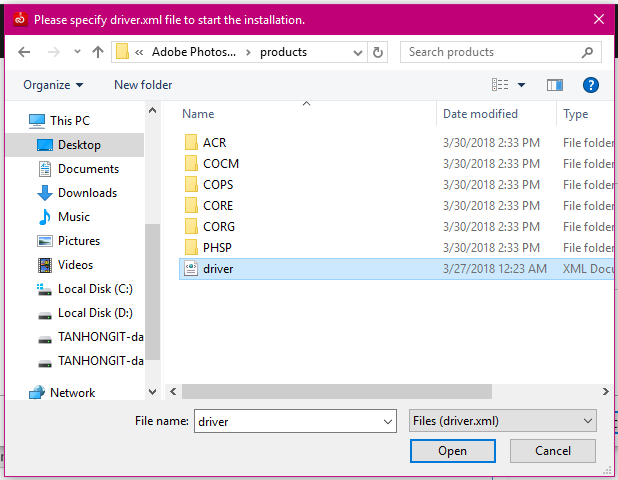 Please specify driver.xml file to start the installation.
« Adobe Photos... > products
Search products
Organize New folder
Name Date modified Type
This PC
Desktop
Documents
Downloads
Music
Pictures
Videos
Local Disk (C:)
Local Disk (D:)
TANHONGIT-da
TANHONGIT-da
Network
ACR 3/30/2018 2:33 PM File folder
COCM 3/30/2018 2:33 PM File folder
COPS 3/30/2018 2:33 PM File folder
CORE 3/30/2018 2:33 PM File folder
CORG 3/30/2018 2:33 PM File folder
PHSP 3/30/2018 2:33 PM File folder
driver 3/27/2018 12:23 AM XML Docu
File name: driver Files (driver.xml)
Open Cancel